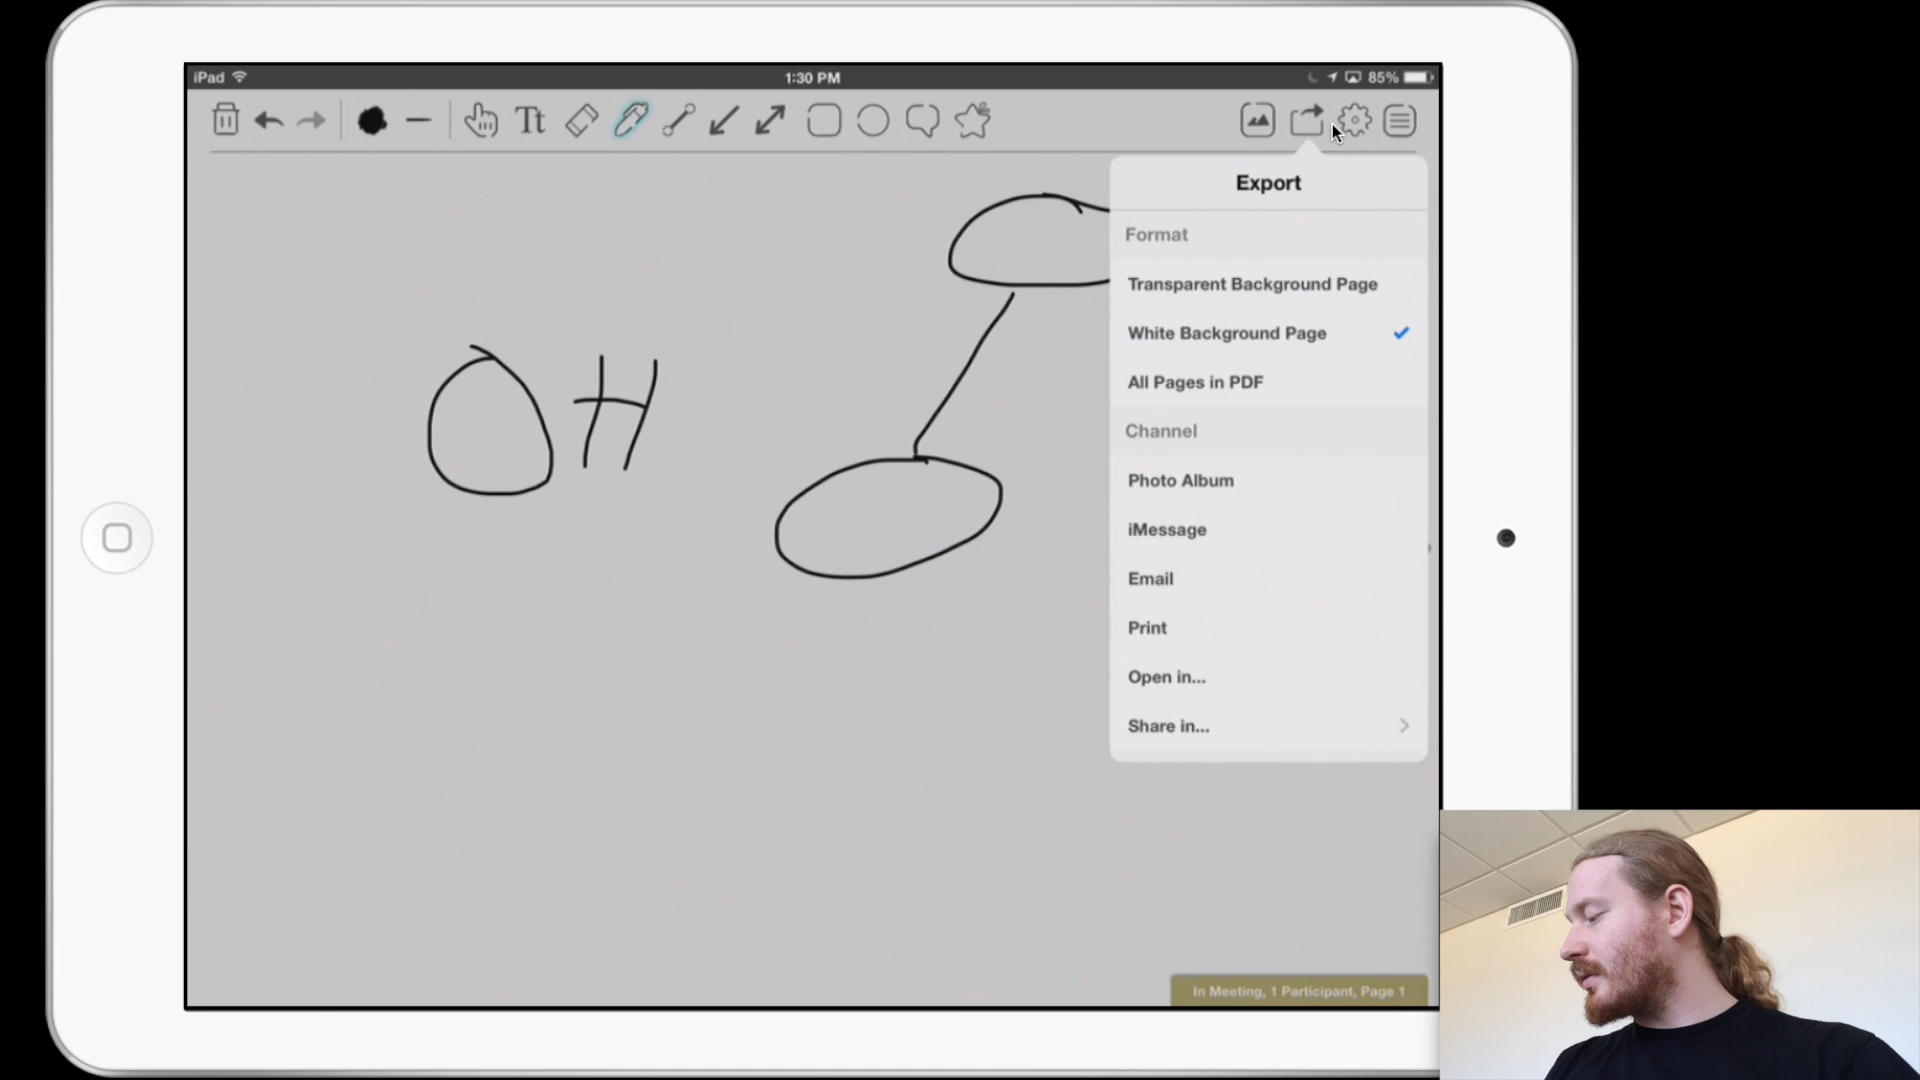 iPad 1:30 PM 85%
Tt
Export
Format
Transparent Background Page
White Background Page
All Pages in PDF
Channel
Photo Album
iMessage
Email
Print
Open in...
Share in...
OH
In Meeting, 1 Participant, Page 1